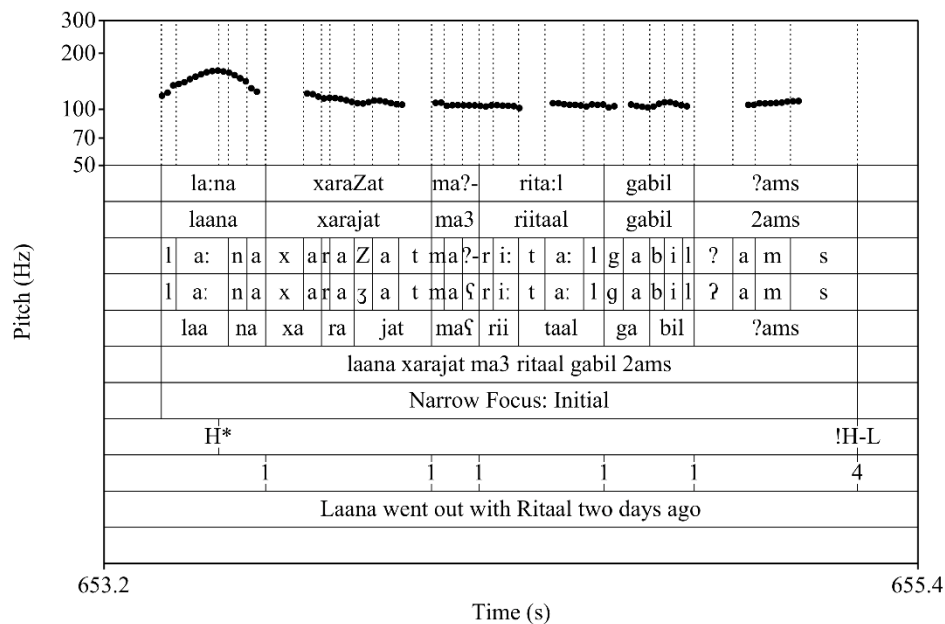 300
200
100
70
50
Pitch (Hz)
la:na xaraZat ma?- rita:l gabil ?ams
laana xarajat ma3 riitaal gabil 2ams
l a: n a x a r a Z a t m a ?- r i: t a: l g a b i l ? a m s
l aː n a x a r a ʒ a t m a ʕ r iː t aː l ɡ a b i l ʔ a m s
laa na xa ra jat maʕ rii taal ga bil ?ams
laana xarajat ma3 ritaal gabil 2ams
Narrow Focus: Initial
H* !H-L
1 1 1 1 1 4
Laana went out with Ritaal two days ago
653.2 655.4
Time (s)